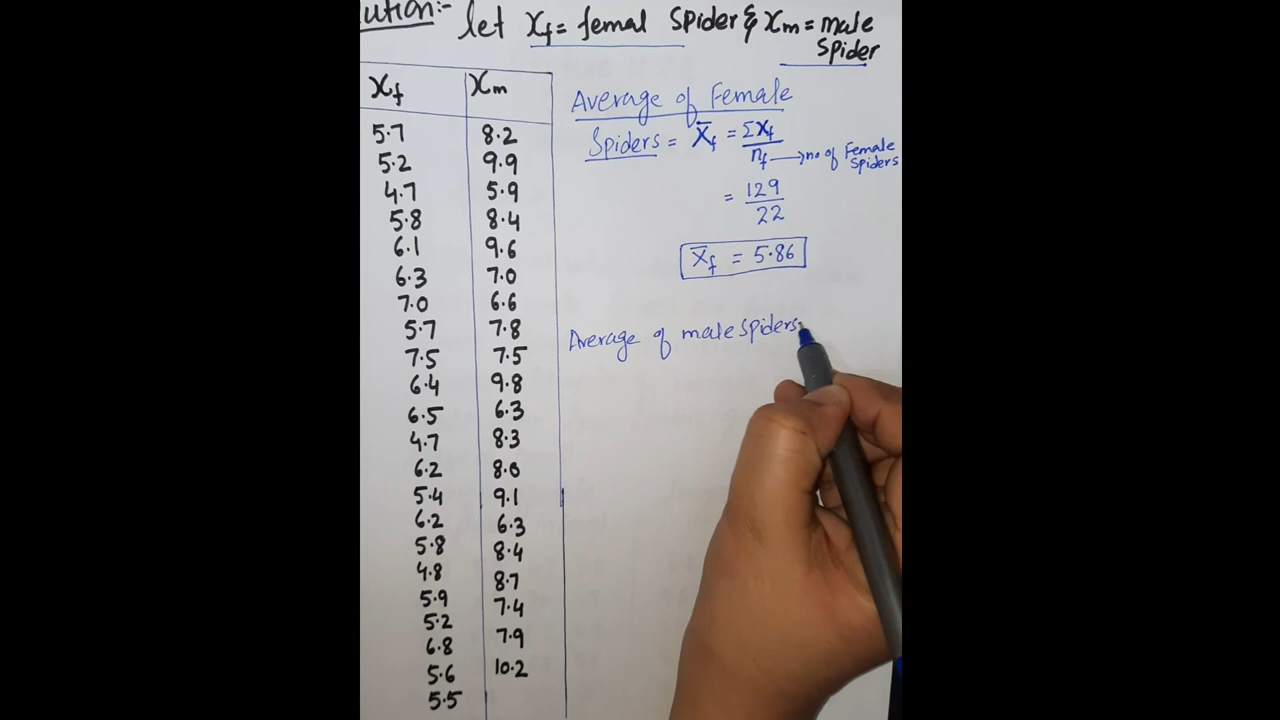 ution:- let Xf = femal Spider & Xm = male
Spider
Xf Xm
5.7 8.2
5.2 9.9
4.7 5.9
5.8 8.4
6.1 9.6
6.3 7.0
7.0 6.6
5.7 7.8
7.5 7.5
6.4 9.8
6.5 6.3
4.7 8.3
6.2 8.0
5.4 9.1
6.2 6.3
5.8 8.4
4.8 8.7
5.9 7.4
5.2 7.9
6.8 10.2
5.6
5.5
Average of Female
Spiders = X̄f = ΣXf
nf → no of Female
Spiders
= 129
22
X̄f = 5.86
Average of male Spiders